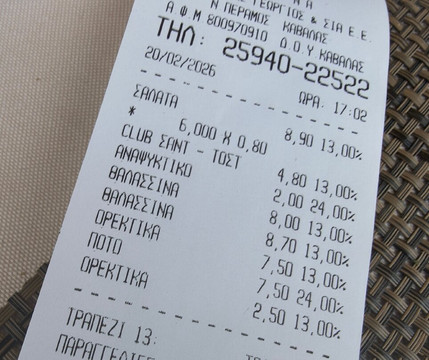 ΓΕΩΡΓΙΟΣ & ΣΙΑ Ε.Ε.
Ν ΠΕΡΑΜΟΣ ΚΑΒΑΛΑΣ
Α Φ.Μ 800970910 Δ.Ο.Υ ΚΑΒΑΛΑΣ
ΤΗΛ: 25940-22522
20/02/2026 ΩΡΑ: 17:02
ΣΑΛΑΤΑ 8,90 13,00%
*
6,000 X 0,80
CLUB ΣΑΝΤ - ΤΟΣΤ 4,80 13,00%
ΑΝΑΨΥΚΤΙΚΟ 2,00 24,00%
ΘΑΛΑΣΣΙΝΑ 8,00 13,00%
ΘΑΛΑΣΣΙΝΑ 8,70 13,00%
ΟΡΕΚΤΙΚΑ 7,50 13,00%
ΠΟΤΟ 7,50 24,00%
ΟΡΕΚΤΙΚΑ 2,50 13,00%
ΤΡΑΠΕΖΙ 13: